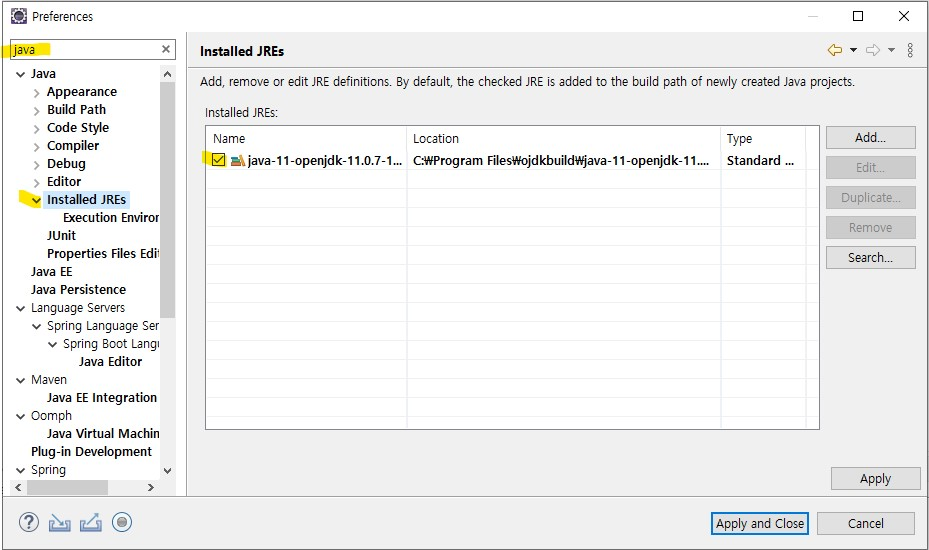 Preferences
java
Java
Appearance
Build Path
Code Style
Compiler
Debug
Editor
Installed JREs
Execution Enviror
JUnit
Properties Files Edit
Java EE
Java Persistence
Language Servers
Spring Language Ser
Spring Boot Langu
Java Editor
Maven
Java EE Integration
Oomph
Java Virtual Machin
Plug-in Development
Spring
Installed JREs
Add, remove or edit JRE definitions. By default, the checked JRE is added to the build path of newly created Java projects.
Installed JREs:
Name Location Type
java-11-openjdk-11.0.7-1... C:₩Program Files₩ojdkbuild₩java-11-openjdk-11.... Standard ...
Add...
Edit...
Duplicate...
Remove
Search...
Apply
Apply and Close
Cancel